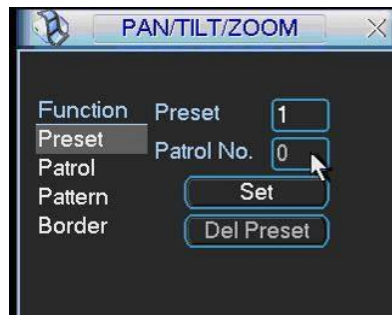 PAN/TILT/ZOOM
Function
Preset
Patrol
Pattern
Border
Preset 1
Patrol No. 0
Set
Del Preset